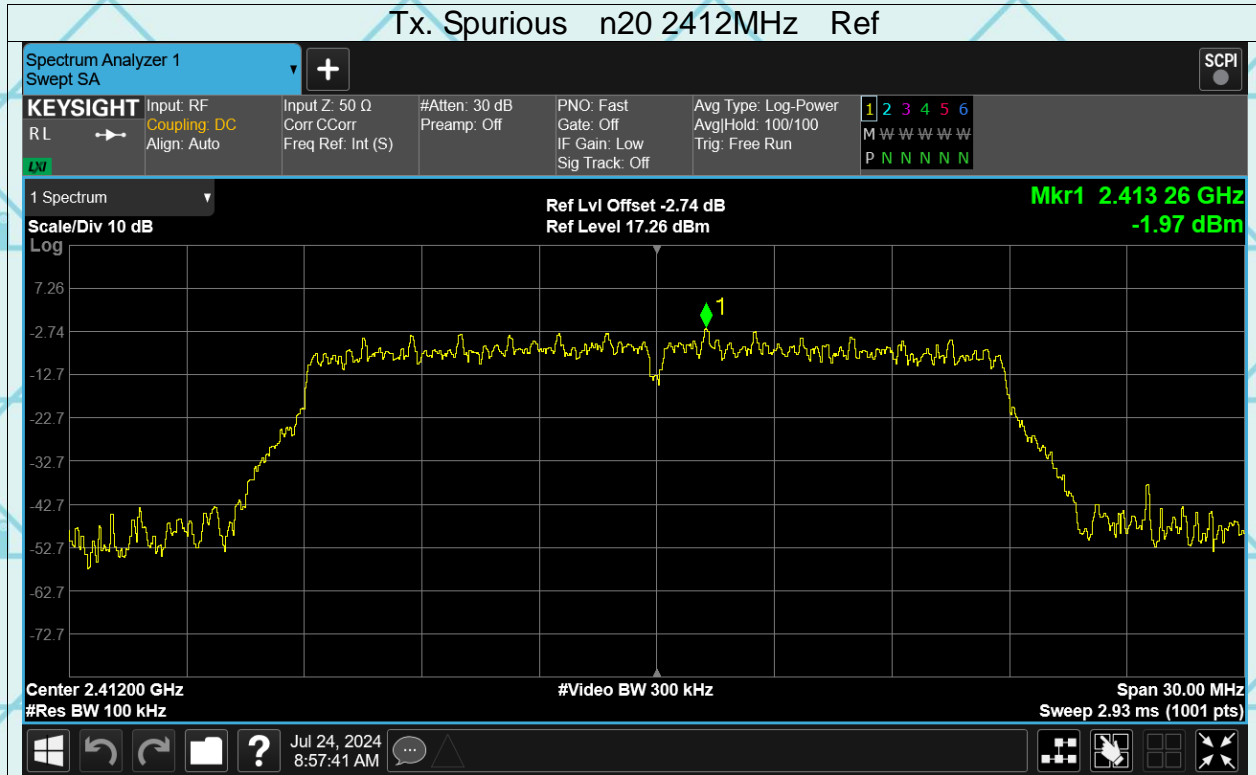 Tx. Spurious n20 2412MHz Ref
Spectrum Analyzer 1
Swept SA
+
SCPI
KEYSIGHT
RL
LXI
Input: RF
Coupling: DC
Align: Auto
Input Z: 50 Ω
Corr CCorr
Freq Ref: Int (S)
#Atten: 30 dB
Preamp: Off
PNO: Fast
Gate: Off
IF Gain: Low
Sig Track: Off
Avg Type: Log-Power
Avg|Hold: 100/100
Trig: Free Run
1 2 3 4 5 6
M W W W W W
P N N N N N
1 Spectrum
Scale/Div 10 dB
Ref Lvl Offset -2.74 dB
Ref Level 17.26 dBm
Mkr1 2.413 26 GHz
-1.97 dBm
Log
7.26
-2.74
-12.7
-22.7
-32.7
-42.7
-52.7
-62.7
-72.7
1
Center 2.41200 GHz
#Res BW 100 kHz
#Video BW 300 kHz
Span 30.00 MHz
Sweep 2.93 ms (1001 pts)
?
Jul 24, 2024
8:57:41 AM